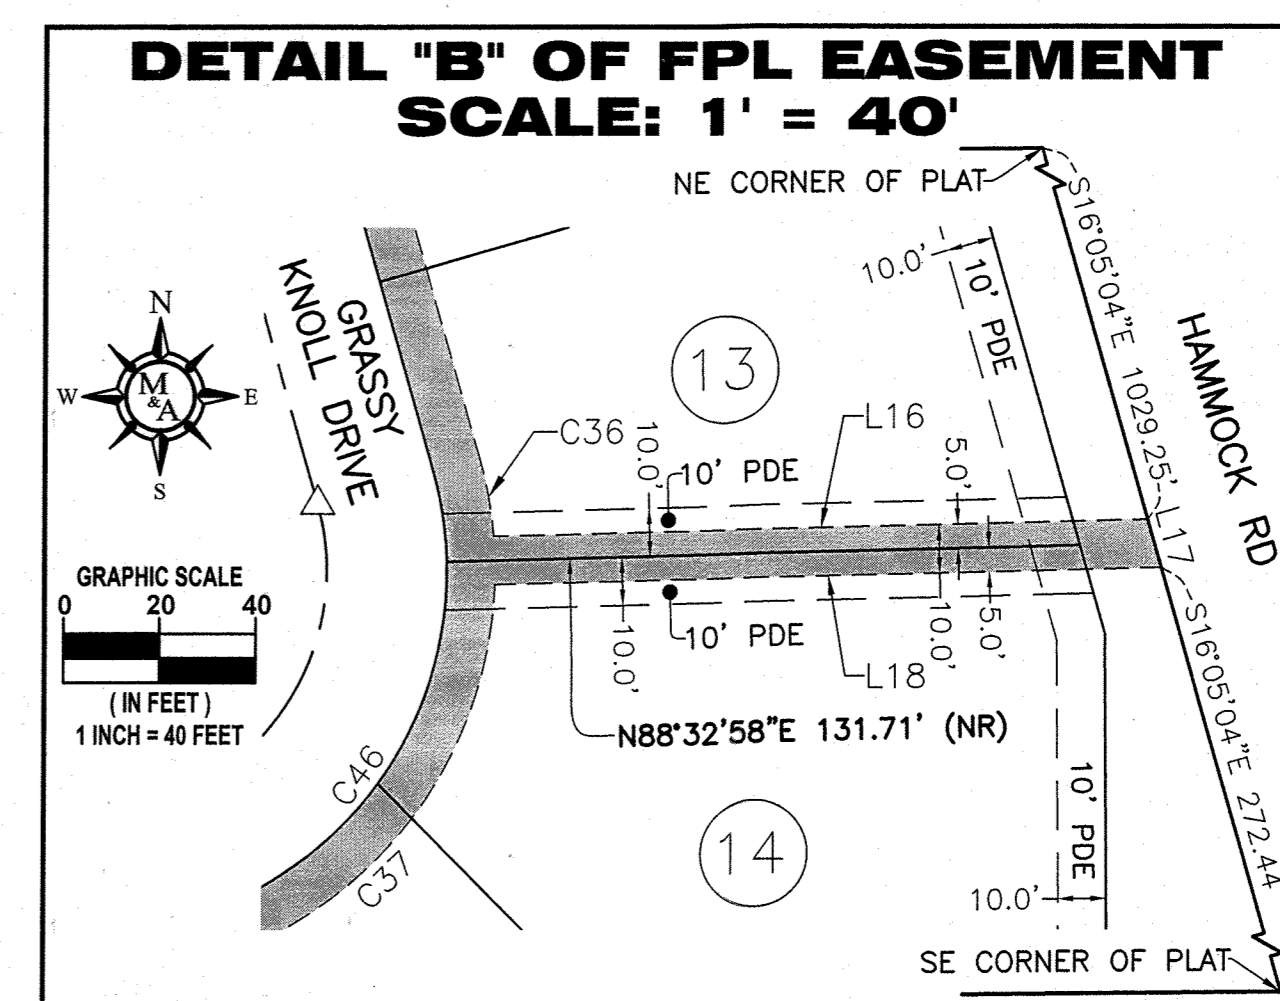 DETAIL "B" OF FPL EASEMENT
SCALE: 1' = 40'
NE CORNER OF PLAT
S16°05'04"E 1029.25'
HAMMOCK RD
10.0'
10' PDE
GRASSY
KNOLL DRIVE
N
W
E
S
M
&
A
13
C36
10.0'
10' PDE
L16
5.0'
L17
GRAPHIC SCALE
0 20 40
( IN FEET )
1 INCH = 40 FEET
10.0'
10' PDE
L18
10.0'
5.0'
N88°32'58"E 131.71' (NR)
S16°05'04"E 272.44
C46
C37
14
10' PDE
10.0'
SE CORNER OF PLAT